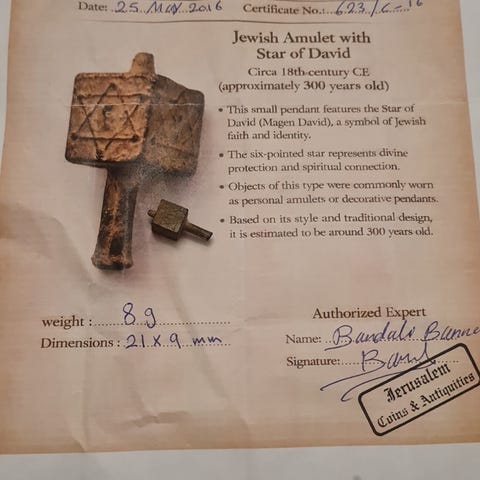 Date: 25 May 2016 Certificate No.: 623/C-16
Jewish Amulet with
Star of David
Circa 18th-century CE
(approximately 300 years old)
• This small pendant features the Star of
David (Magen David), a symbol of Jewish
faith and identity.
• The six-pointed star represents divine
protection and spiritual connection.
• Objects of this type were commonly worn
as personal amulets or decorative pendants.
• Based on its style and traditional design,
it is estimated to be around 300 years old.
weight : 8 g
Dimensions : 21 x 9 mm
Authorized Expert
Name:
Signature:
Jerusalem
Coins & Antiquities